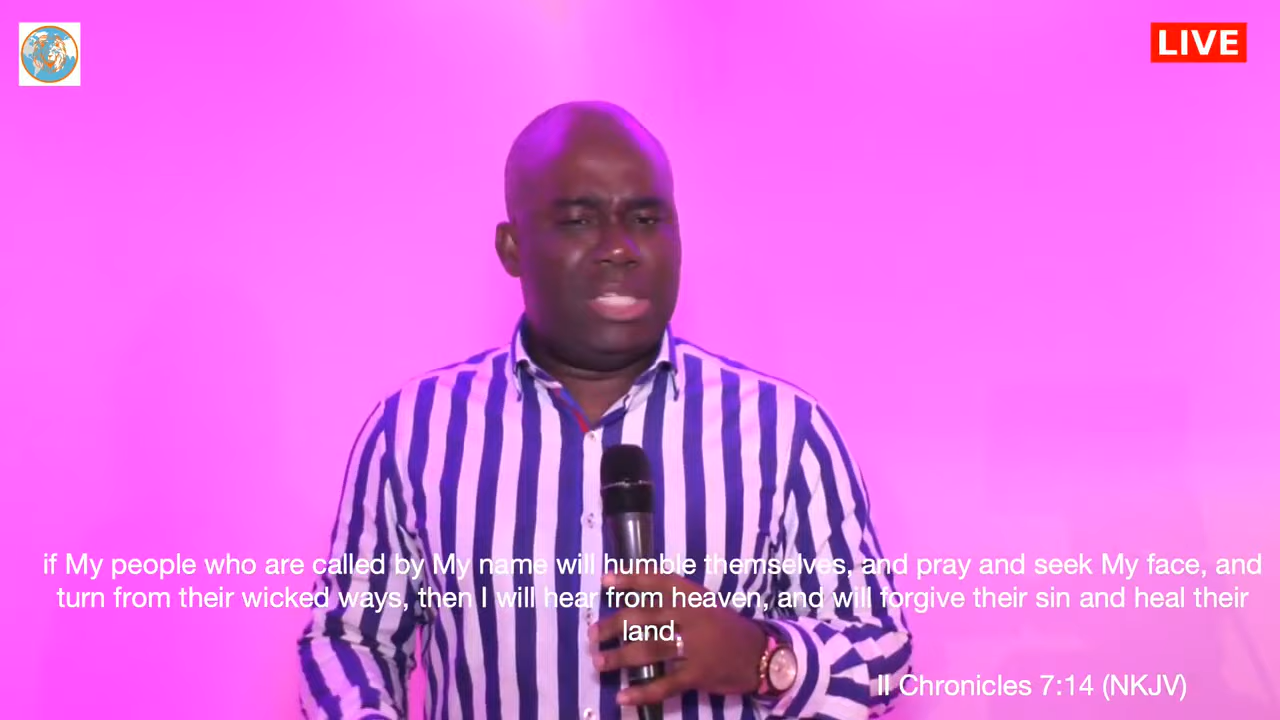 LIVE
if My people who are called by My name will humble themselves, and pray and seek My face, and
turn from their wicked ways, then I will hear from heaven, and will forgive their sin and heal their
land.
II Chronicles 7:14 (NKJV)